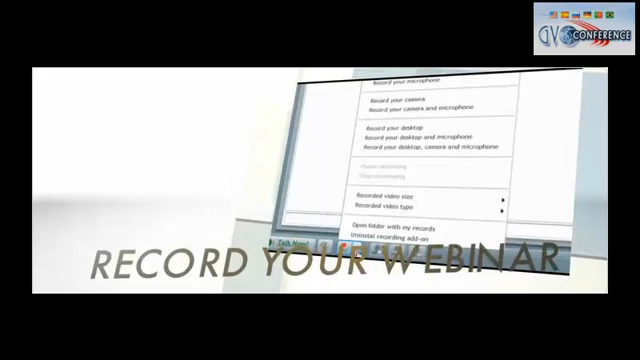 GVO CONFERENCE
Record your microphone
Record your camera
Record your camera and microphone
Record your desktop
Record your desktop and microphone
Record your desktop, camera and microphone
Pause recording
Stop recording
Recorded video size
Recorded video type
Open folder with my records
Uninstal recording add-on
Talk Now!
RECORD YOUR WEBINAR